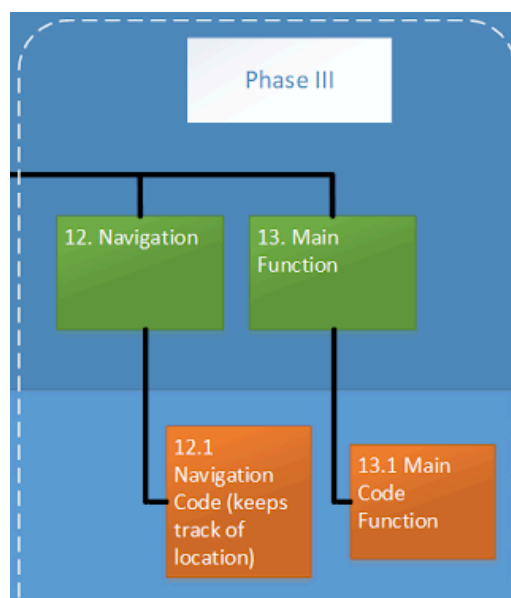 Phase III
12. Navigation
13. Main
Function
12.1
Navigation
Code (keeps
track of
location)
13.1 Main
Code
Function